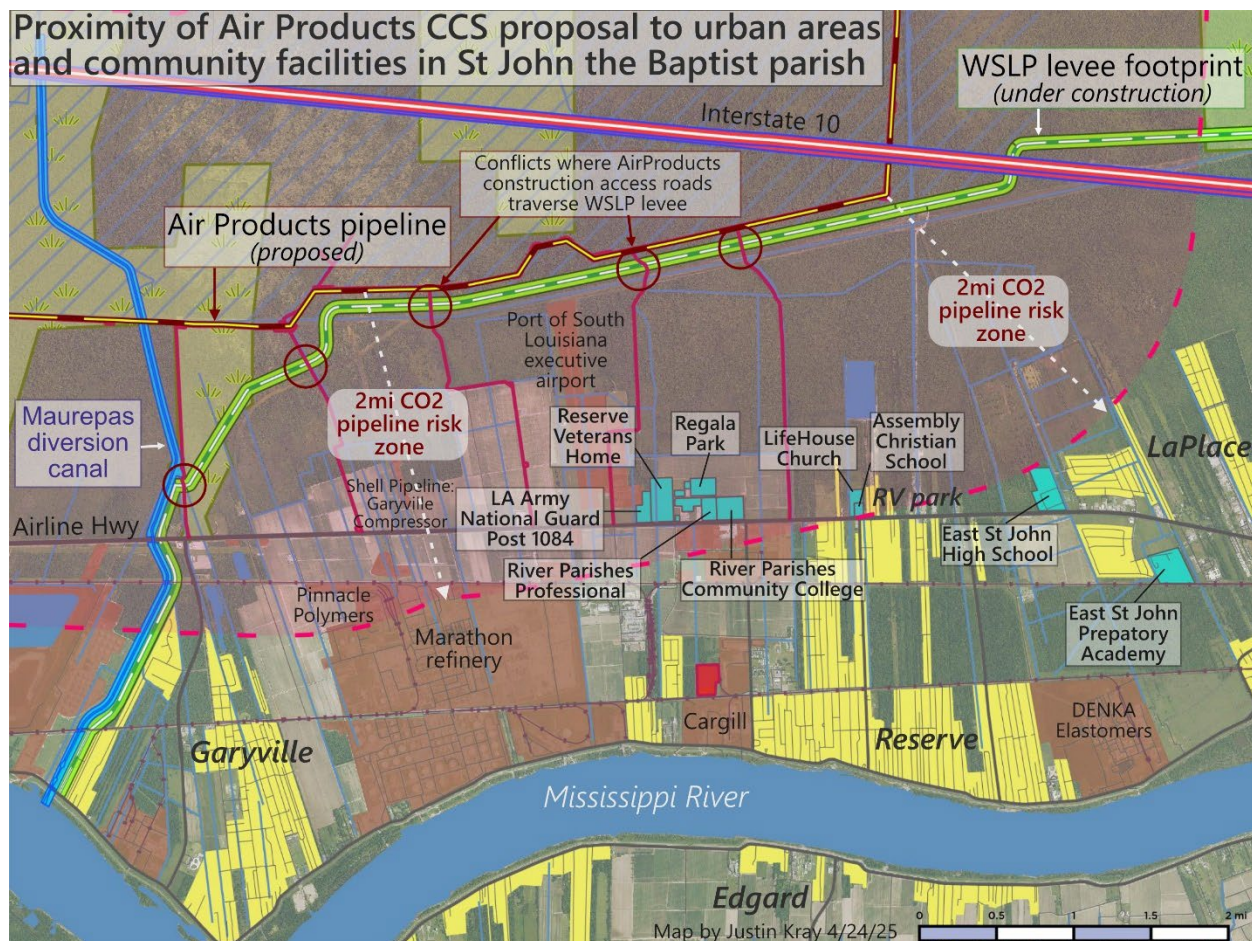 Proximity of Air Products CCS proposal to urban areas
and community facilities in St John the Baptist parish
WSLP levee footprint
(under construction)
Interstate 10
Conflicts where AirProducts
construction access roads
traverse WSLP levee
Air Products pipeline
(proposed)
2mi CO2
pipeline risk
zone
Port of South
Louisiana
executive
airport
2mi CO2
pipeline risk
zone
Maurepas
diversion
canal
Reserve
Veterans
Home
Regala
Park
LifeHouse
Church
Assembly
Christian
School
LaPlace
RV park
Shell Pipeline:
Garyville
Compressor
LA Army
National Guard
Post 1084
Airline Hwy
East St John
High School
River Parishes
Professional
River Parishes
Community College
Pinnacle
Polymers
Marathon
refinery
East St John
Prepatory
Academy
Cargill
DENKA
Elastomers
Garyville
Reserve
Mississippi River
Edgard
Map by Justin Kray 4/24/25
0 0.5 1 1.5 2 mi